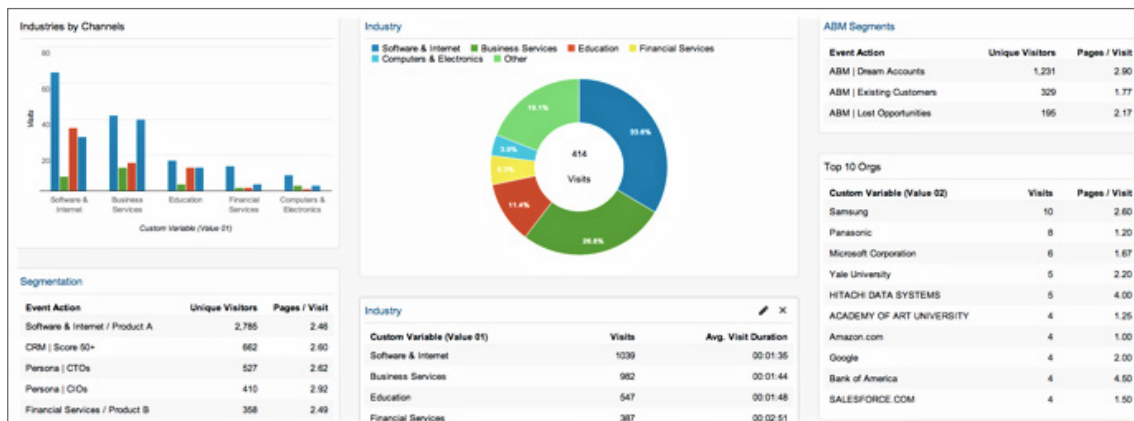 Industries by Channels
80
60
40
20
Visits
Software & Internet
Business Services
Education
Financial Services
Computers & Electronics
Custom Variable (Value 01)
Segmentation
Event Action Unique Visitors Pages / Visit
Software & Internet / Product A 2,785 2.46
CRM | Score 50+ 662 2.60
Persona | CTOs 527 2.62
Persona | CIOs 410 2.92
Financial Services / Product B 358 2.49
Industry
Software & Internet Business Services Education Financial Services
Computers & Electronics Other
33.6%
26.8%
11.4%
3.9%
19.1%
414
Visits
Industry
Custom Variable (Value 01) Visits Avg. Visit Duration
Software & Internet 1039 00:01:35
Business Services 982 00:01:44
Education 547 00:01:48
Financial Services 387 00:02:51
ABM Segments
Event Action Unique Visitors Pages / Visit
ABM | Dream Accounts 1,231 2.90
ABM | Existing Customers 329 1.77
ABM | Lost Opportunities 195 2.17
Top 10 Orgs
Custom Variable (Value 02) Visits Pages / Visit
Samsung 10 2.60
Panasonic 8 1.20
Microsoft Corporation 6 1.67
Yale University 5 2.20
HITACHI DATA SYSTEMS 5 4.00
ACADEMY OF ART UNIVERSITY 4 1.25
Amazon.com 4 1.00
Google 4 2.00
Bank of America 4 4.50
SALESFORCE.COM 4 1.50